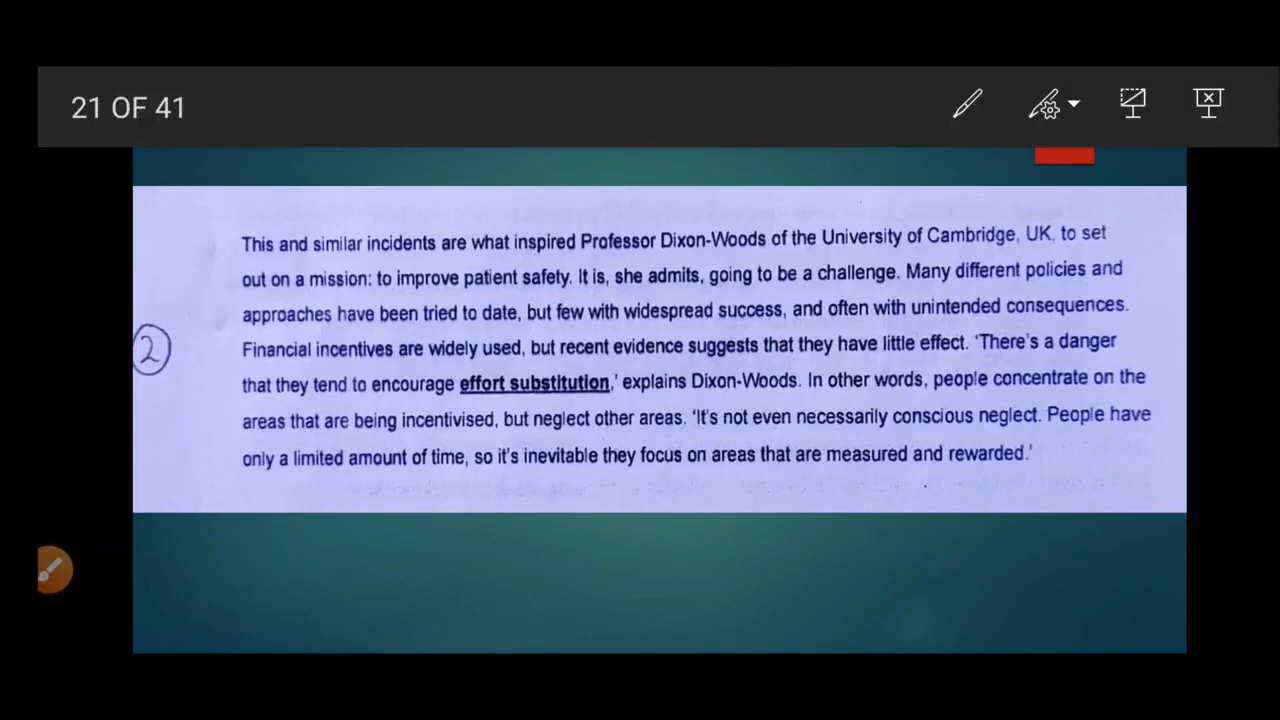 21 OF 41
This and similar incidents are what inspired Professor Dixon-Woods of the University of Cambridge, UK, to set
out on a mission: to improve patient safety. It is, she admits, going to be a challenge. Many different policies and
approaches have been tried to date, but few with widespread success, and often with unintended consequences.
2
Financial incentives are widely used, but recent evidence suggests that they have little effect. 'There's a danger
that they tend to encourage effort substitution,' explains Dixon-Woods. In other words, people concentrate on the
areas that are being incentivised, but neglect other areas. 'It's not even necessarily conscious neglect. People have
only a limited amount of time, so it's inevitable they focus on areas that are measured and rewarded.'